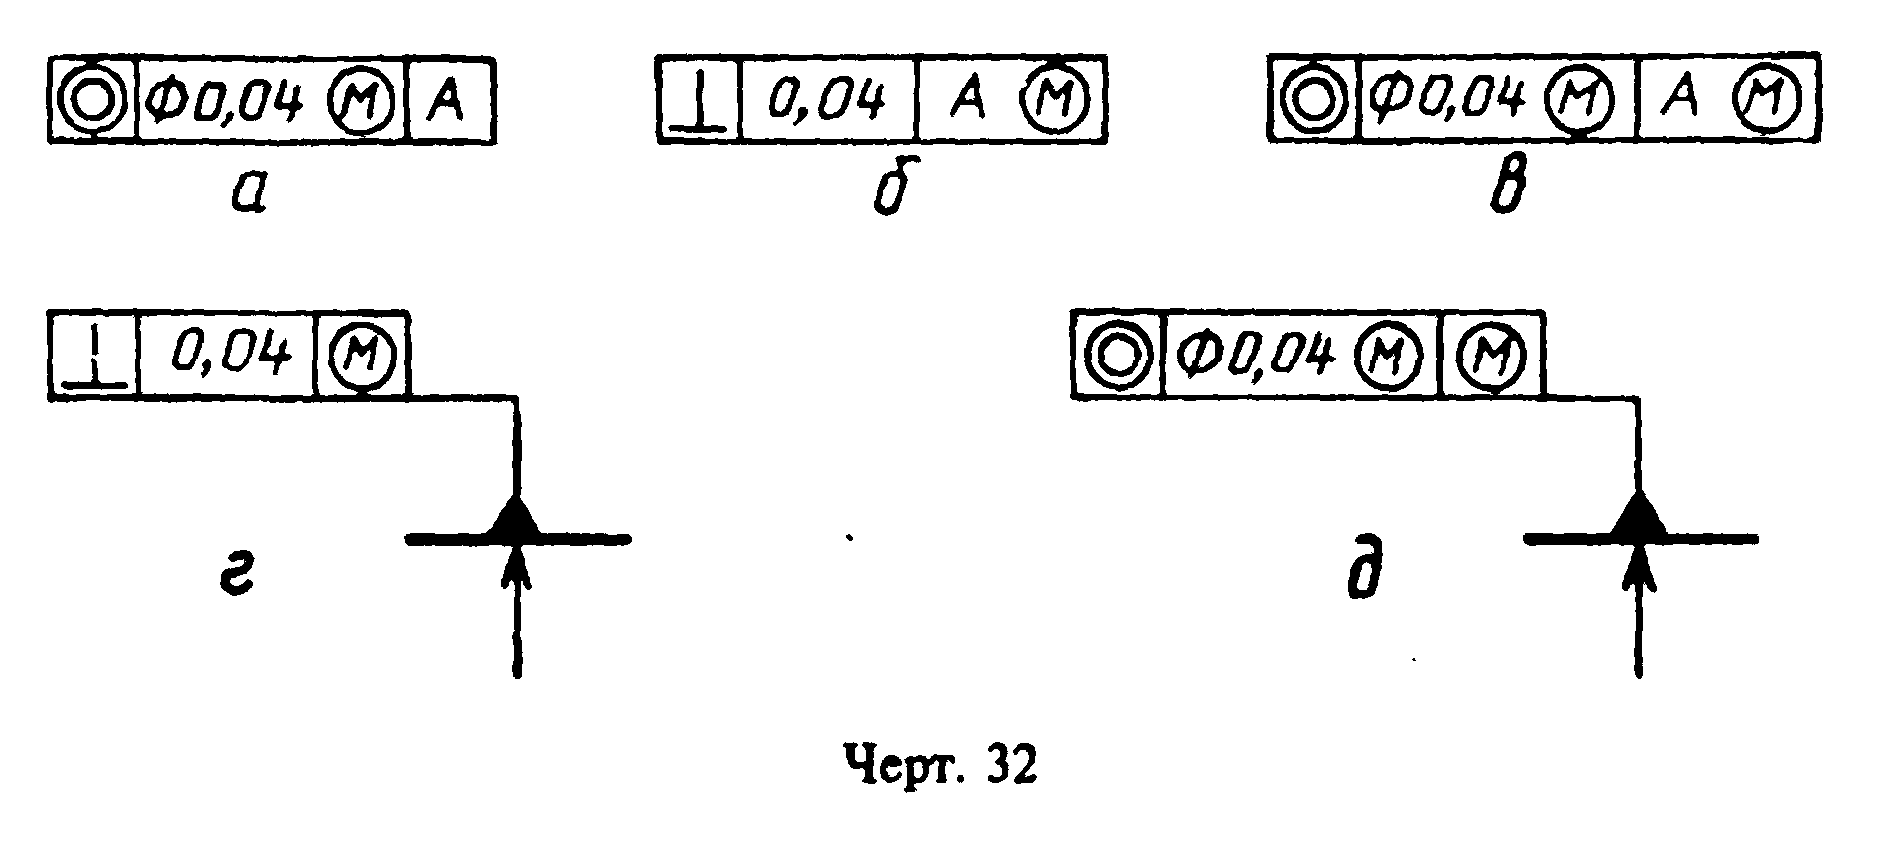 ◎ Ф0,04 Ⓜ А
⊥ 0,04 А Ⓜ
◎ Ф0,04 Ⓜ А Ⓜ
а
б
в
⊥ 0,04 Ⓜ
◎ Ф0,04 Ⓜ Ⓜ
г
д
Черт. 32